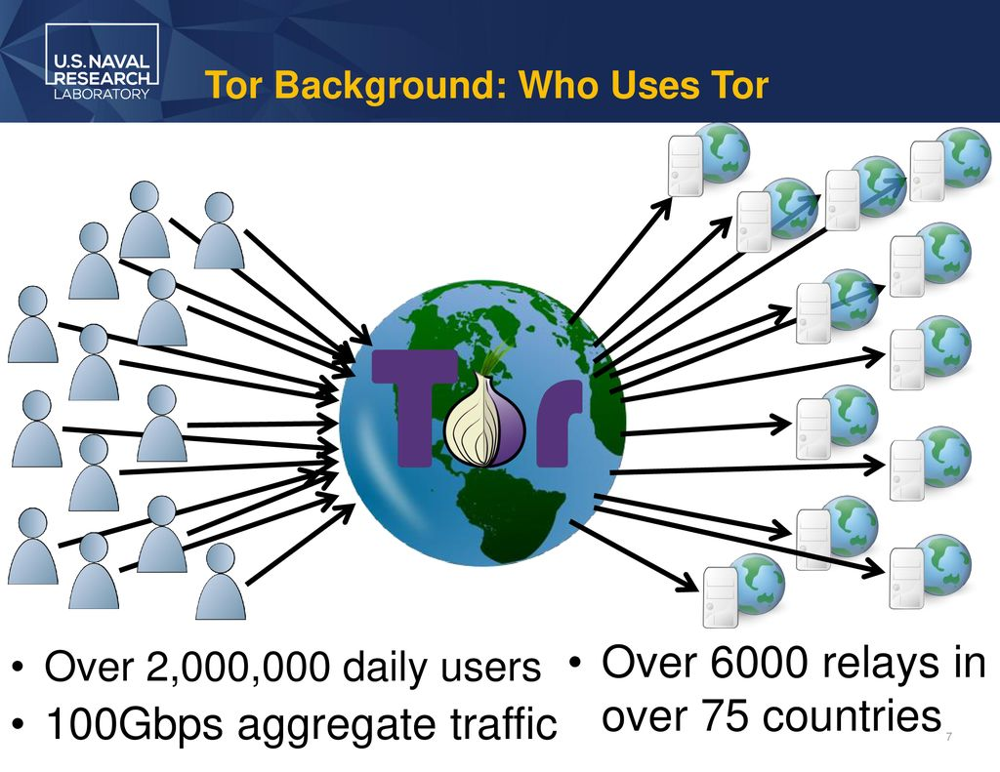 U.S. NAVAL
RESEARCH
LABORATORY
Tor Background: Who Uses Tor
Tor
• Over 2,000,000 daily users
• 100Gbps aggregate traffic
• Over 6000 relays in
over 75 countries
7